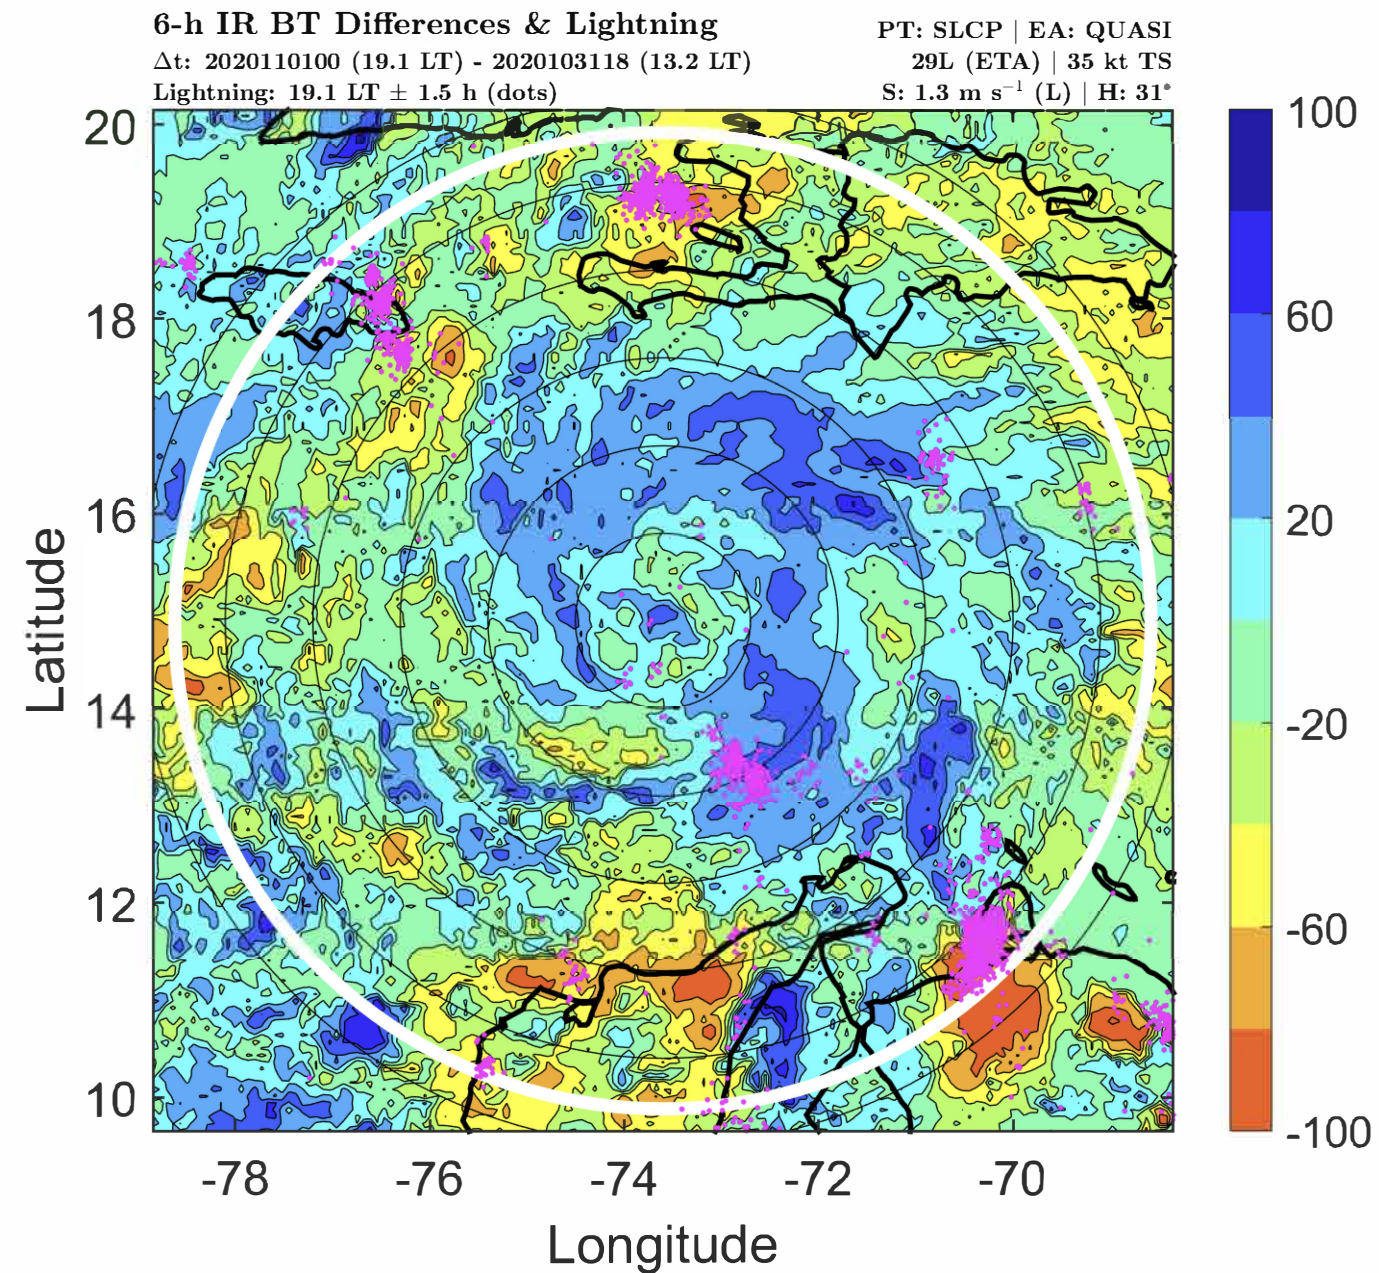 6-h IR BT Differences & Lightning
PT: SLCP | EA: QUASI
Δt: 2020110100 (19.1 LT) - 2020103118 (13.2 LT)
29L (ETA) | 35 kt TS
Lightning: 19.1 LT ± 1.5 h (dots)
S: 1.3 m s⁻¹ (L) | H: 31°
20
18
16
14
12
10
Latitude
-78
-76
-74
-72
-70
Longitude
100
60
20
-20
-60
-100